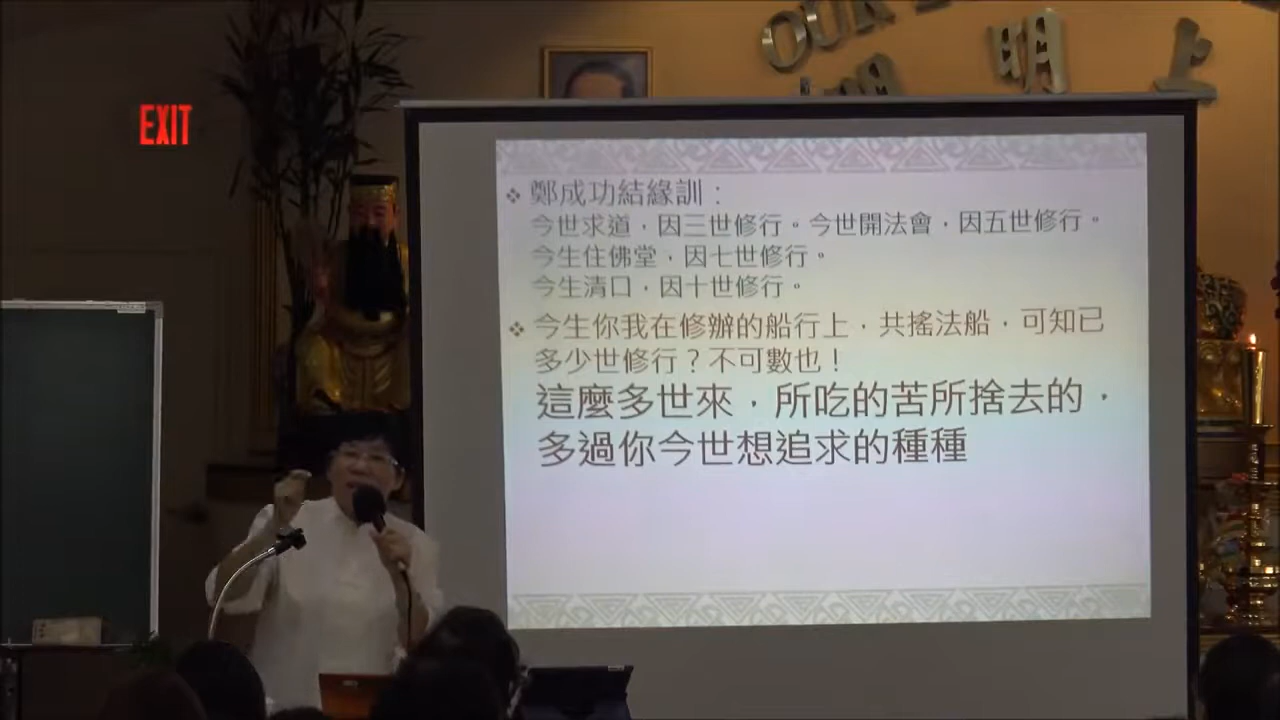 EXIT
OUR
明明上
鄭成功結緣訓：
今世求道，因三世修行。今世開法會，因五世修行。
今生住佛堂，因七世修行。
今生清口，因十世修行。
今生你我在修辦的船行上，共搖法船，可知已
多少世修行？不可數也！
這麼多世來，所吃的苦所捨去的，
多過你今世想追求的種種